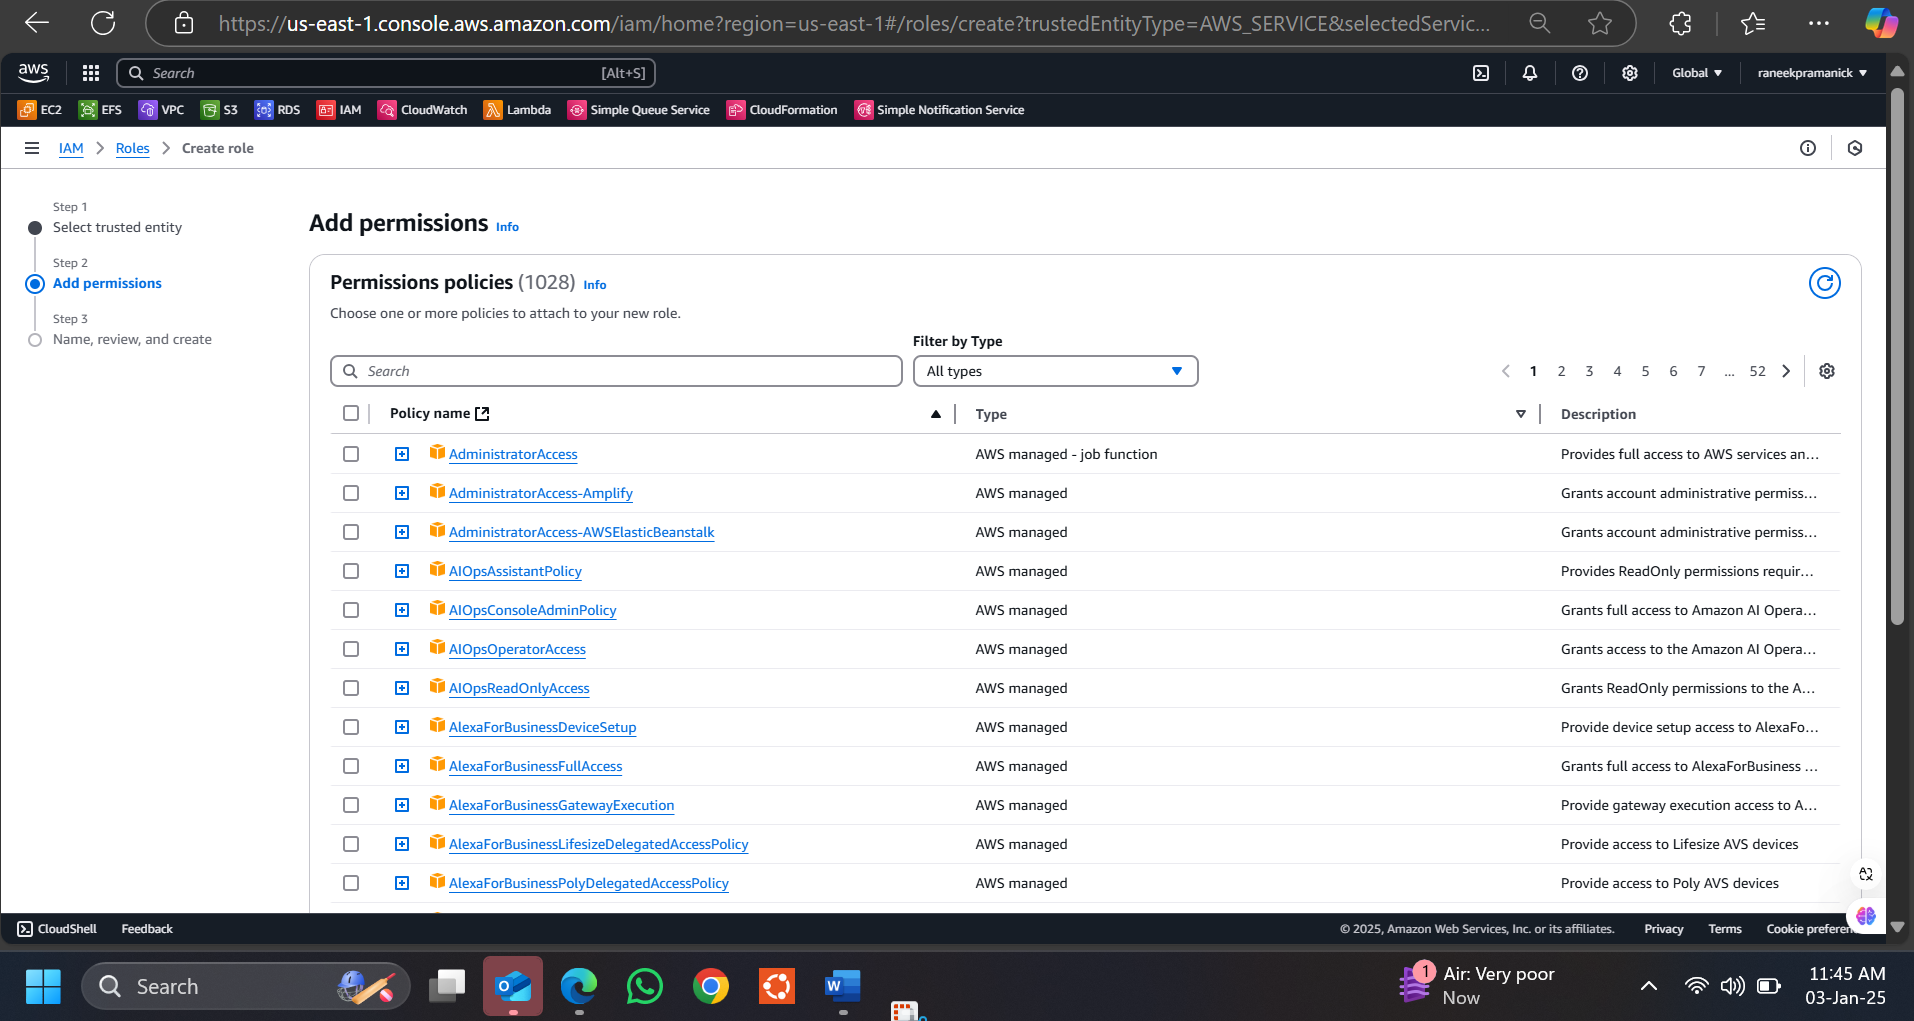 https://us-east-1.console.aws.amazon.com/iam/home?region=us-east-1#/roles/create?trustedEntityType=AWS_SERVICE&selectedServic...
aws
Search [Alt+S]
Global
raneekpramanick
EC2 EFS VPC S3 RDS IAM CloudWatch Lambda Simple Queue Service CloudFormation Simple Notification Service
IAM > Roles > Create role
Step 1
Select trusted entity
Step 2
Add permissions
Step 3
Name, review, and create
Add permissions Info
Permissions policies (1028) Info
Choose one or more policies to attach to your new role.
Filter by Type
Search
All types
1 2 3 4 5 6 7 ... 52
Policy name Type Description
AdministratorAccess AWS managed - job function Provides full access to AWS services an...
AdministratorAccess-Amplify AWS managed Grants account administrative permiss...
AdministratorAccess-AWSElasticBeanstalk AWS managed Grants account administrative permiss...
AIOpsAssistantPolicy AWS managed Provides ReadOnly permissions requir...
AIOpsConsoleAdminPolicy AWS managed Grants full access to Amazon AI Opera...
AIOpsOperatorAccess AWS managed Grants access to the Amazon AI Opera...
AIOpsReadOnlyAccess AWS managed Grants ReadOnly permissions to the A...
AlexaForBusinessDeviceSetup AWS managed Provide device setup access to AlexaFo...
AlexaForBusinessFullAccess AWS managed Grants full access to AlexaForBusiness ...
AlexaForBusinessGatewayExecution AWS managed Provide gateway execution access to A...
AlexaForBusinessLifesizeDelegatedAccessPolicy AWS managed Provide access to Lifesize AVS devices
AlexaForBusinessPolyDelegatedAccessPolicy AWS managed Provide access to Poly AVS devices
CloudShell Feedback © 2025, Amazon Web Services, Inc. or its affiliates. Privacy Terms Cookie preferen
Search
1
Air: Very poor
Now
11:45 AM
03-Jan-25